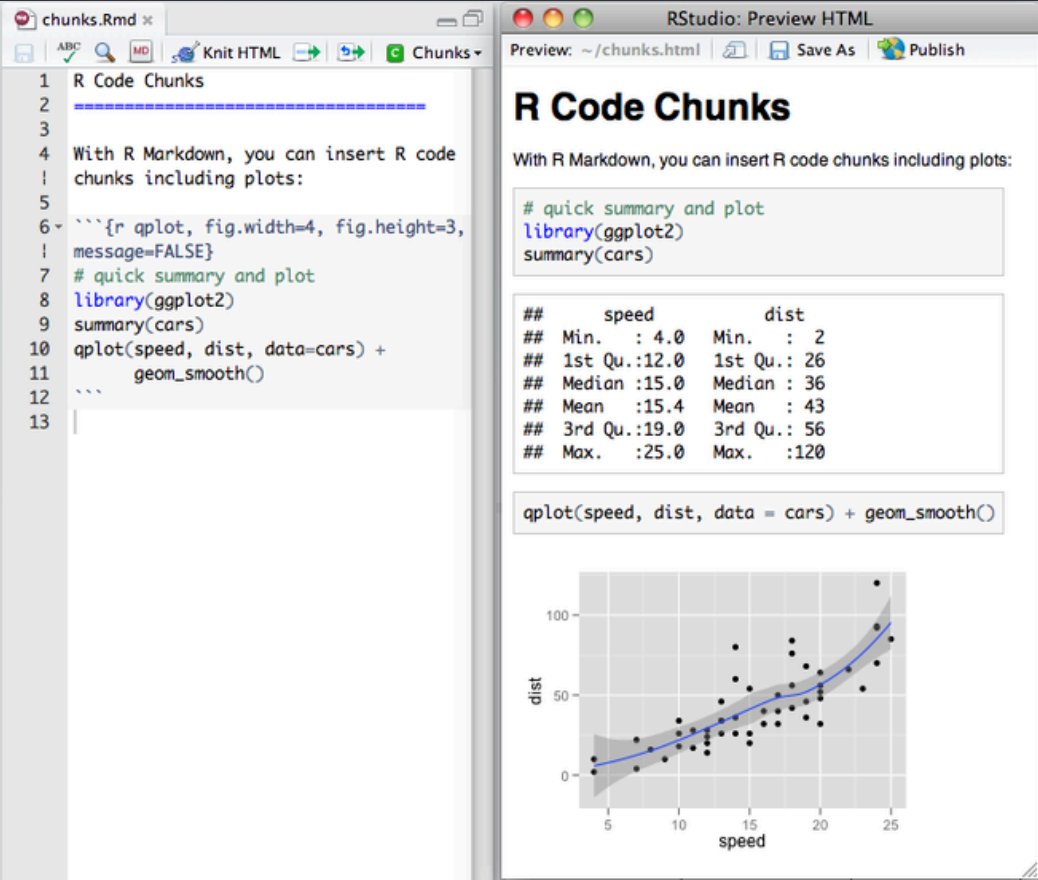 chunks.Rmd
ABC
MD
Knit HTML
C Chunks
1 R Code Chunks
2 ===================================
3
4 With R Markdown, you can insert R code
chunks including plots:
5
6 ```{r qplot, fig.width=4, fig.height=3,
message=FALSE}
7 # quick summary and plot
8 library(ggplot2)
9 summary(cars)
10 qplot(speed, dist, data=cars) +
11       geom_smooth()
12 ```
13
RStudio: Preview HTML
Preview: ~/chunks.html Save As Publish
R Code Chunks
With R Markdown, you can insert R code chunks including plots:
# quick summary and plot
library(ggplot2)
summary(cars)
##      speed           dist
##  Min.   : 4.0   Min.   :  2
##  1st Qu.:12.0   1st Qu.: 26
##  Median :15.0   Median : 36
##  Mean   :15.4   Mean   : 43
##  3rd Qu.:19.0   3rd Qu.: 56
##  Max.   :25.0   Max.   :120
qplot(speed, dist, data = cars) + geom_smooth()
100
50
0
dist
5 10 15 20 25
speed